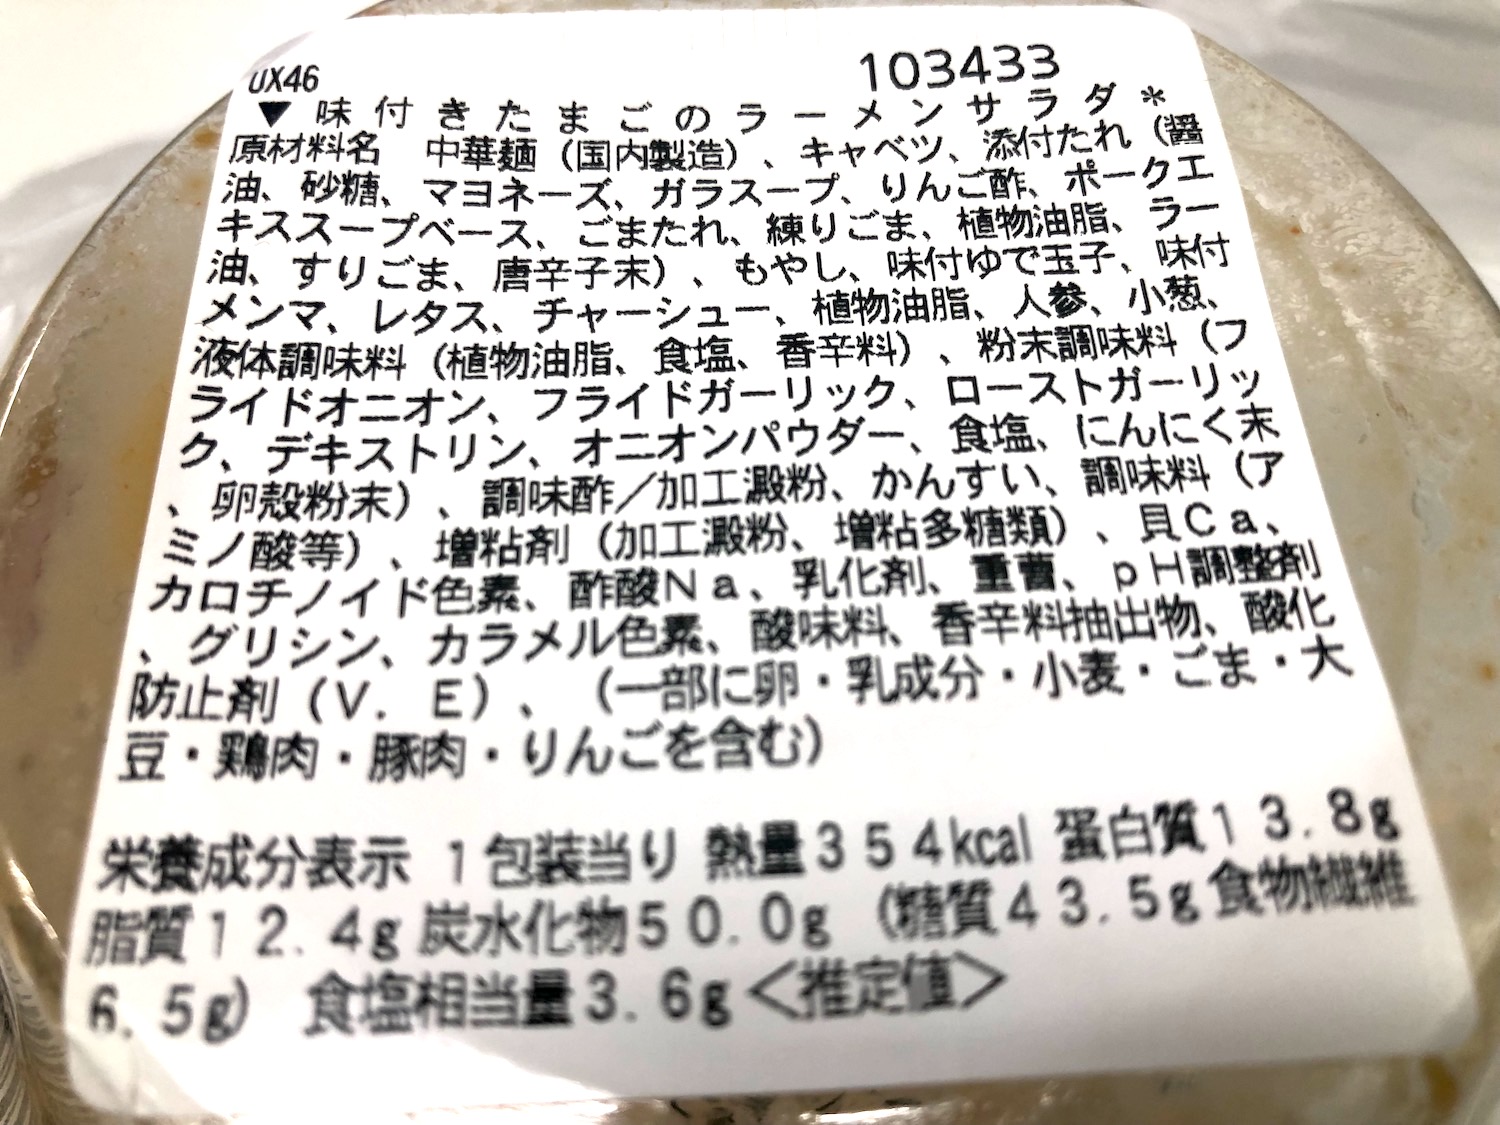 UX46 103433
▼味付きたまごのラーメンサラダ*
原材料名 中華麺（国内製造）、キャベツ、添付たれ（醤
油、砂糖、マヨネーズ、ガラスープ、りんご酢、ポークエ
キススープベース、ごまたれ、練りごま、植物油脂、ラー
油、すりごま、唐辛子末）、もやし、味付ゆで玉子、味付
メンマ、レタス、チャーシュー、植物油脂、人参、小葱、
液体調味料（植物油脂、食塩、香辛料）、粉末調味料（フ
ライドオニオン、フライドガーリック、ローストガーリッ
ク、デキストリン、オニオンパウダー、食塩、にんにく末
、卵殻粉末）、調味酢／加工澱粉、かんすい、調味料（ア
ミノ酸等）、増粘剤（加工澱粉、増粘多糖類）、貝Ｃａ、
カロチノイド色素、酢酸Ｎａ、乳化剤、重曹、ｐＨ調整剤
、グリシン、カラメル色素、酸味料、香辛料抽出物、酸化
防止剤（Ｖ．Ｅ）、（一部に卵・乳成分・小麦・ごま・大
豆・鶏肉・豚肉・りんごを含む）
栄養成分表示 １包装当り 熱量３５４kcal 蛋白質１３.８g
脂質１２.４g 炭水化物５０.０g（糖質４３.５g 食物繊維
６.５g） 食塩相当量３.６g＜推定値＞